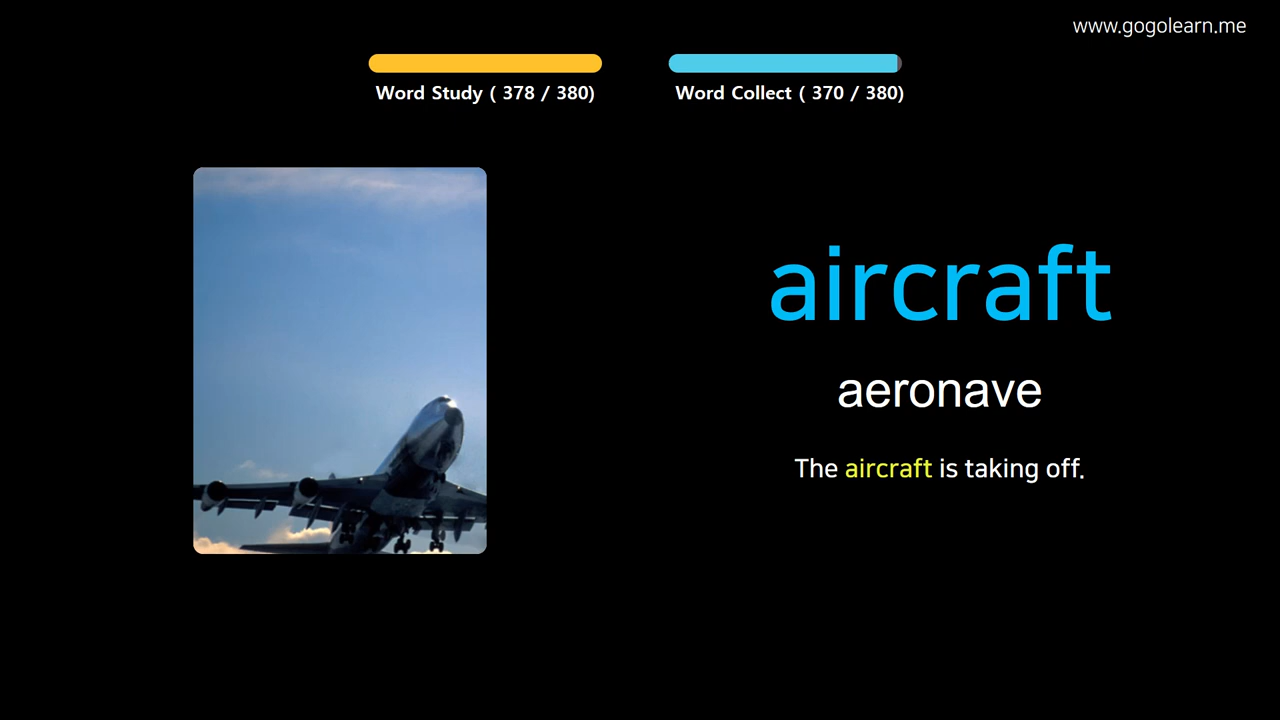 www.gogolearn.me
Word Study ( 378 / 380)
Word Collect ( 370 / 380)
aircraft
aeronave
The aircraft is taking off.